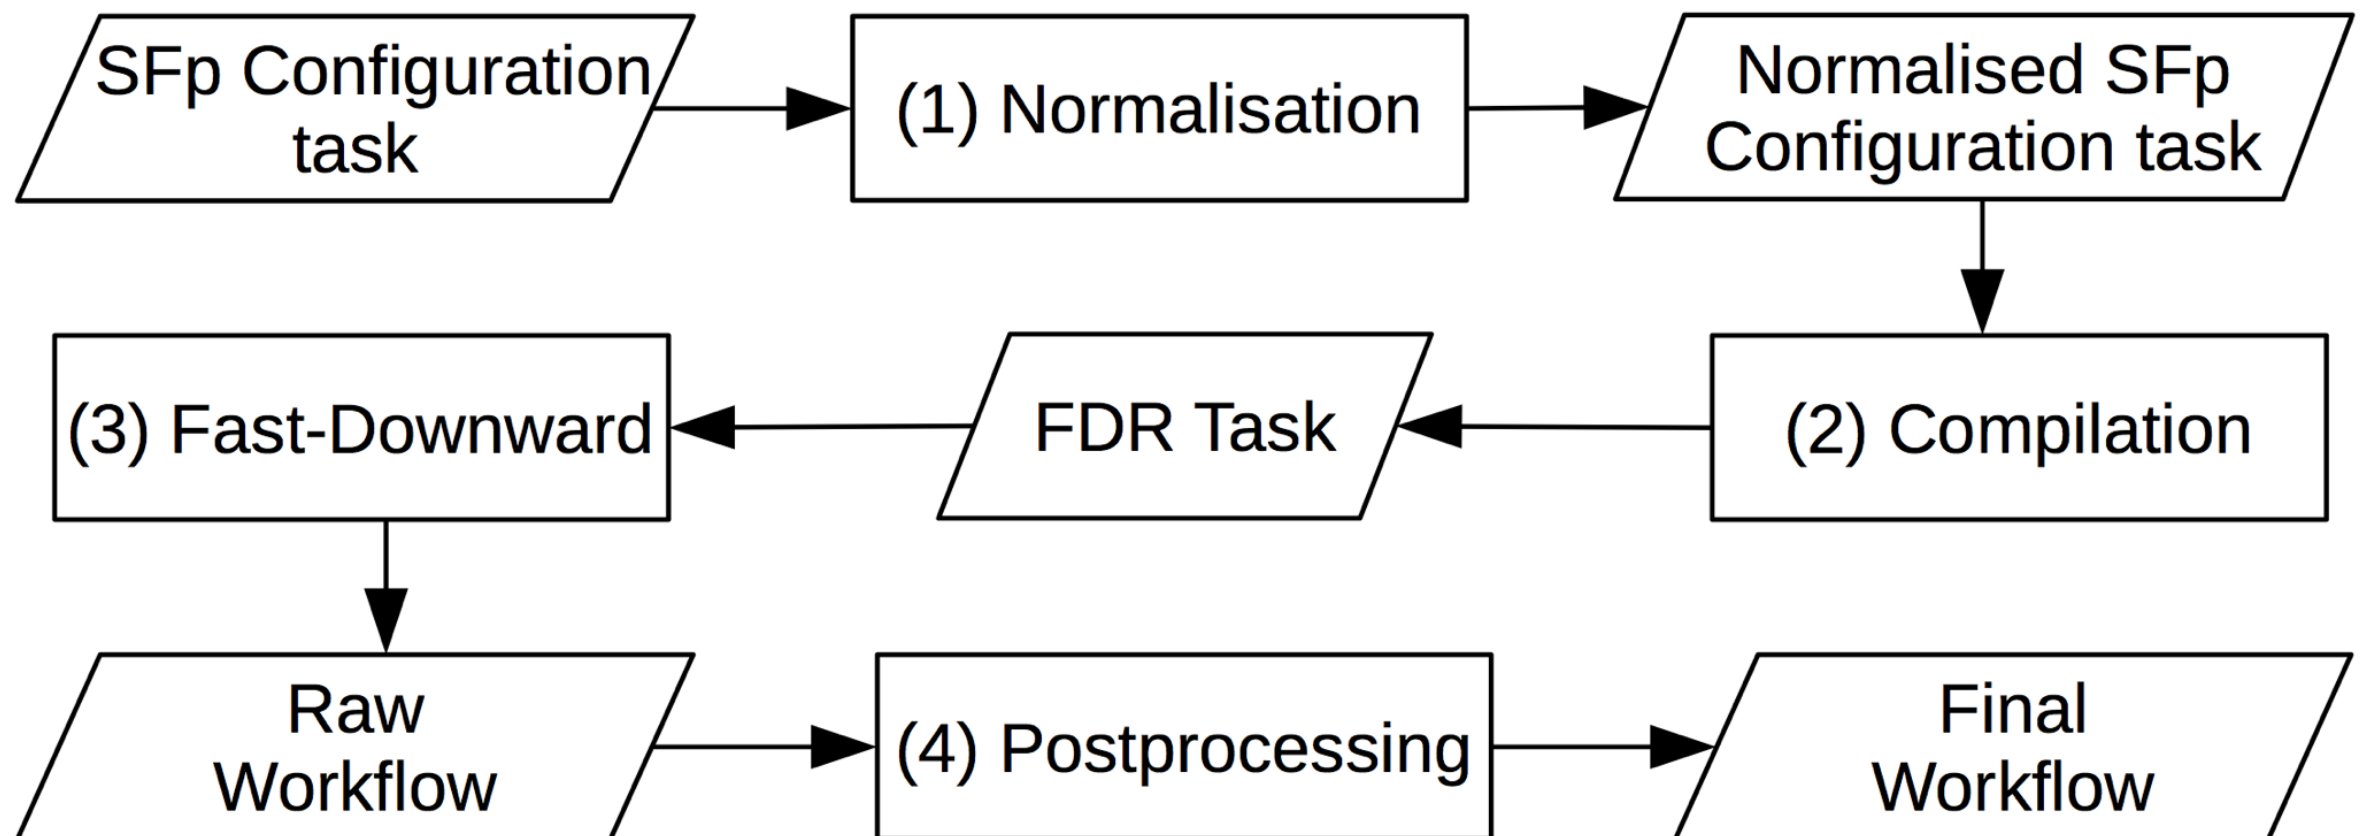 SFp Configuration
task
(1) Normalisation
Normalised SFp
Configuration task
(3) Fast-Downward
FDR Task
(2) Compilation
Raw
Workflow
(4) Postprocessing
Final
Workflow